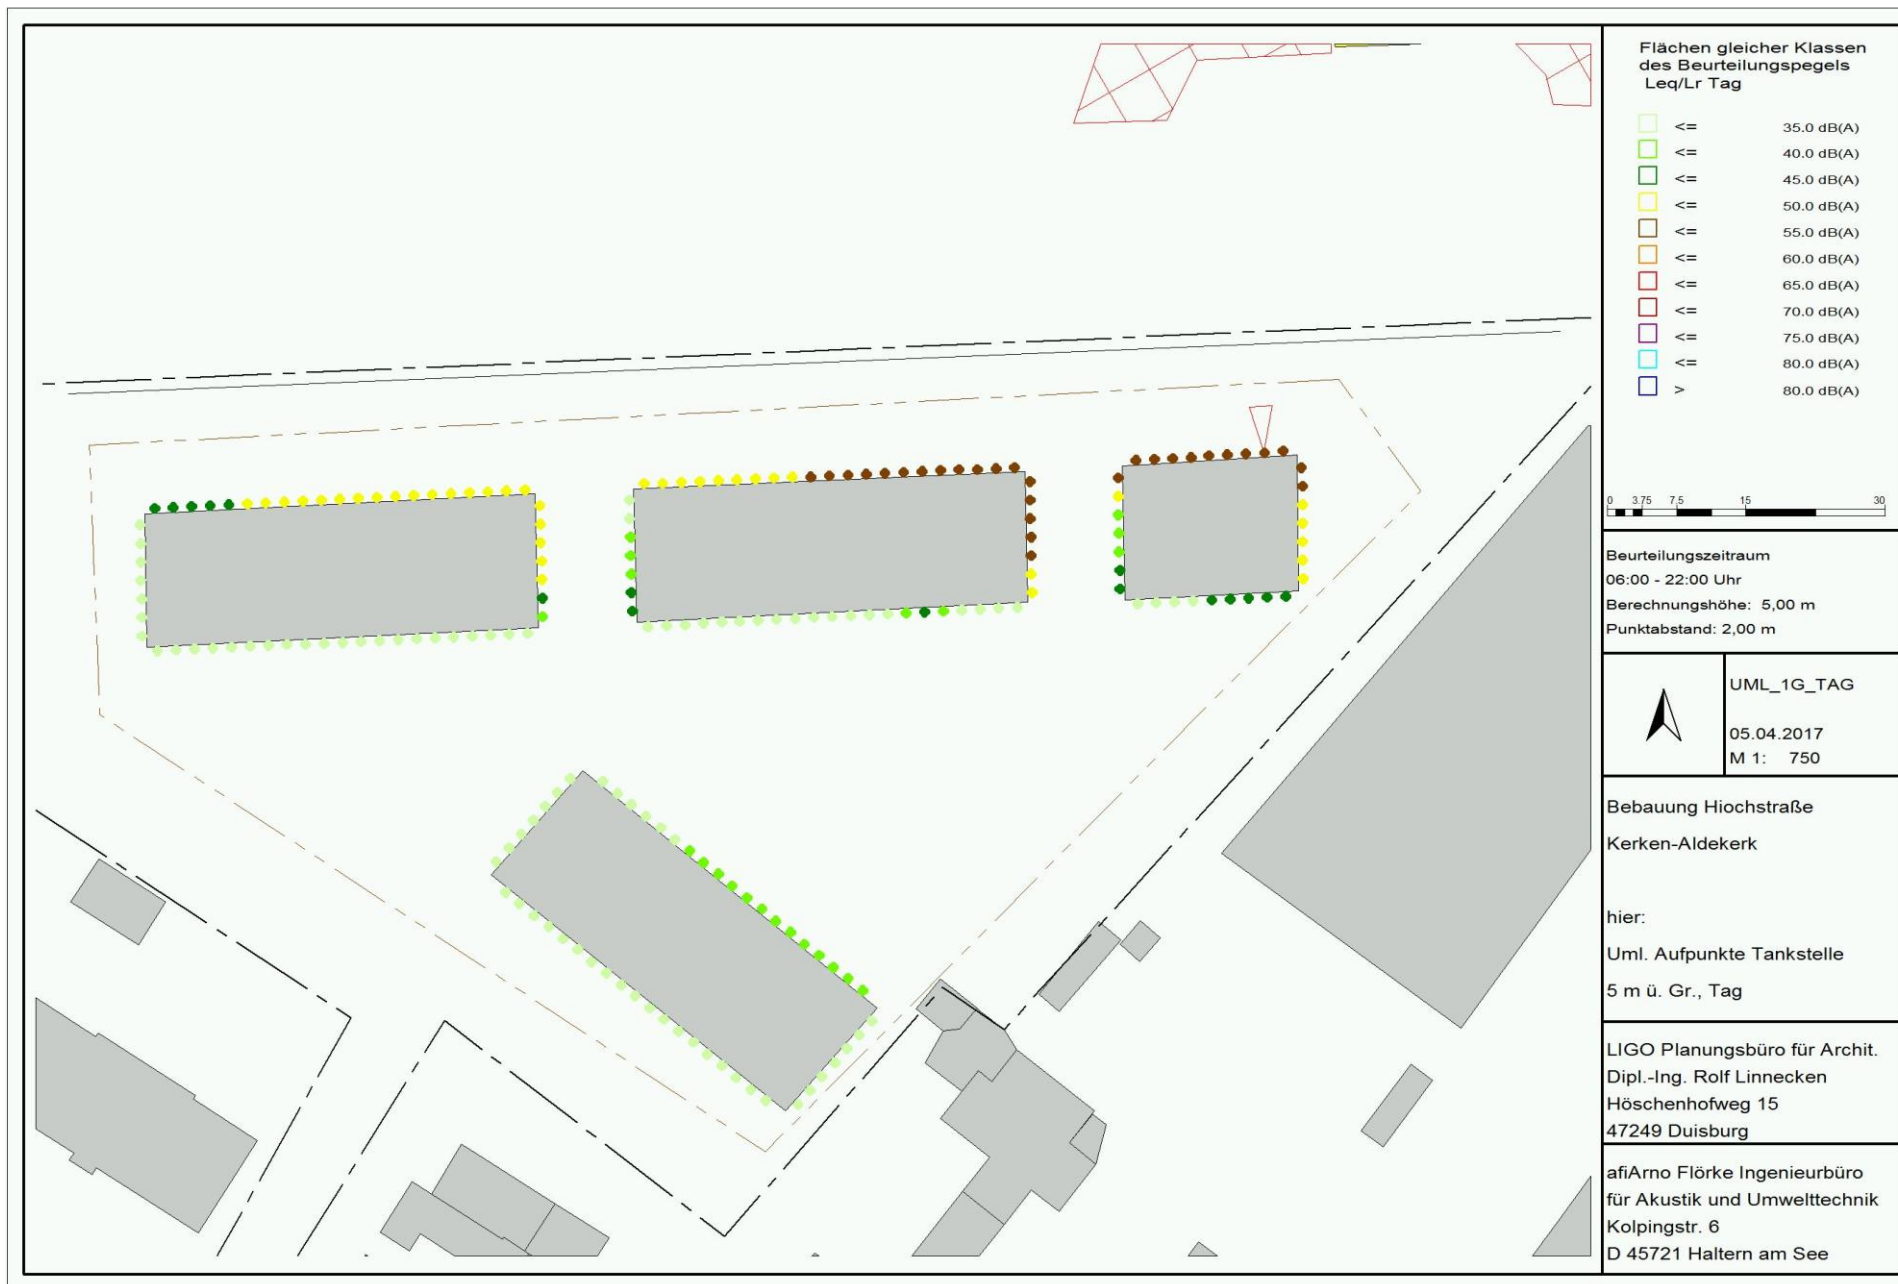 Flächen gleicher Klassen
des Beurteilungspegels
Leq/Lr Tag
<= 35.0 dB(A)
<= 40.0 dB(A)
<= 45.0 dB(A)
<= 50.0 dB(A)
<= 55.0 dB(A)
<= 60.0 dB(A)
<= 65.0 dB(A)
<= 70.0 dB(A)
<= 75.0 dB(A)
<= 80.0 dB(A)
> 80.0 dB(A)
0 3.75 7.5 15 30
Beurteilungszeitraum
06:00 - 22:00 Uhr
Berechnungshöhe: 5,00 m
Punktabstand: 2,00 m
UML_1G_TAG
05.04.2017
M 1: 750
Bebauung Hiochstraße
Kerken-Aldekerk
hier:
Uml. Aufpunkte Tankstelle
5 m ü. Gr., Tag
LIGO Planungsbüro für Archit.
Dipl.-Ing. Rolf Linnecken
Höschenhofweg 15
47249 Duisburg
afiArno Flörke Ingenieurbüro
für Akustik und Umwelttechnik
Kolpingstr. 6
D 45721 Haltern am See